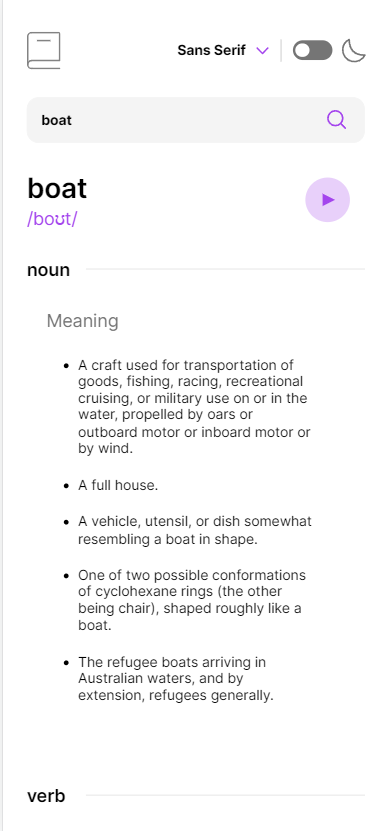 Sans Serif
boat
boat
/boʊt/
noun
Meaning
A craft used for transportation of
goods, fishing, racing, recreational
cruising, or military use on or in the
water, propelled by oars or
outboard motor or inboard motor or
by wind.
A full house.
A vehicle, utensil, or dish somewhat
resembling a boat in shape.
One of two possible conformations
of cyclohexane rings (the other
being chair), shaped roughly like a
boat.
The refugee boats arriving in
Australian waters, and by
extension, refugees generally.
verb